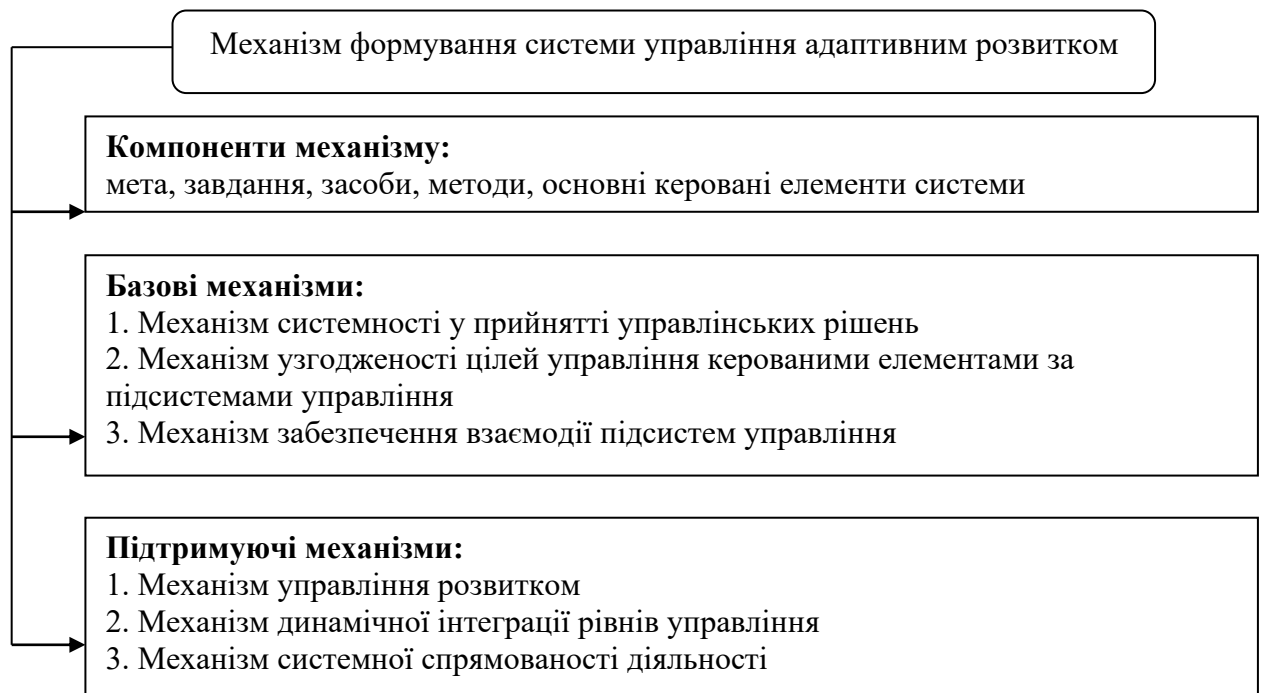 Механізм формування системи управління адаптивним розвитком
Компоненти механізму:
мета, завдання, засоби, методи, основні керовані елементи системи
Базові механізми:
1. Механізм системності у прийнятті управлінських рішень
2. Механізм узгодженості цілей управління керованими елементами за
підсистемами управління
3. Механізм забезпечення взаємодії підсистем управління
Підтримуючі механізми:
1. Механізм управління розвитком
2. Механізм динамічної інтеграції рівнів управління
3. Механізм системної спрямованості діяльності